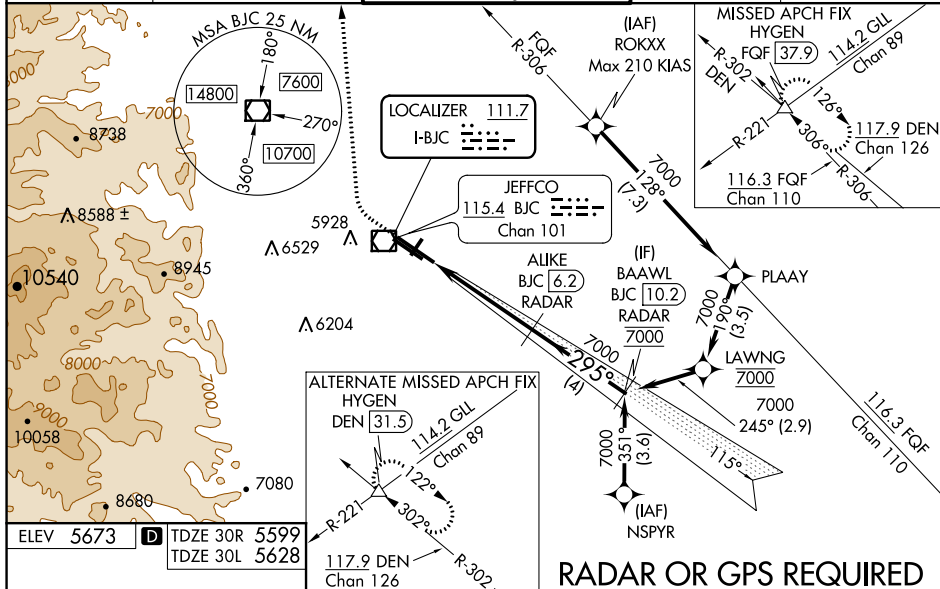 MSA BJC 25 NM
180°
7600
14800
270°
10700
360°
7000
8738
8588 ±
10540
8945
6529
5928
6204
8000
7000
9000
10058
8680
7080
LOCALIZER 111.7
I-BJC
JEFFCO
115.4 BJC
Chan 101
FQF
R-306
(IAF)
ROKXX
Max 210 KIAS
7000
128°
(7.3)
PLAAY
7000
190°
(3.5)
LAWNG
7000
7000
245° (2.9)
ALIKE
BJC 6.2
RADAR
(IF)
BAAWL
BJC 10.2
RADAR
7000
7000
295°
(4)
115°
7000
351°
(3.6)
(IAF)
NSPYR
116.3 FQF
Chan 110
MISSED APCH FIX
HYGEN
FQF 37.9
114.2 GLL
Chan 89
R-302
DEN
126°
R-221
306°
117.9 DEN
Chan 126
R-306
116.3 FQF
Chan 110
ALTERNATE MISSED APCH FIX
HYGEN
DEN 31.5
114.2 GLL
Chan 89
122°
R-221
302°
117.9 DEN
Chan 126
R-302
ELEV 5673
D
TDZE 30R 5599
TDZE 30L 5628
RADAR OR GPS REQUIRED